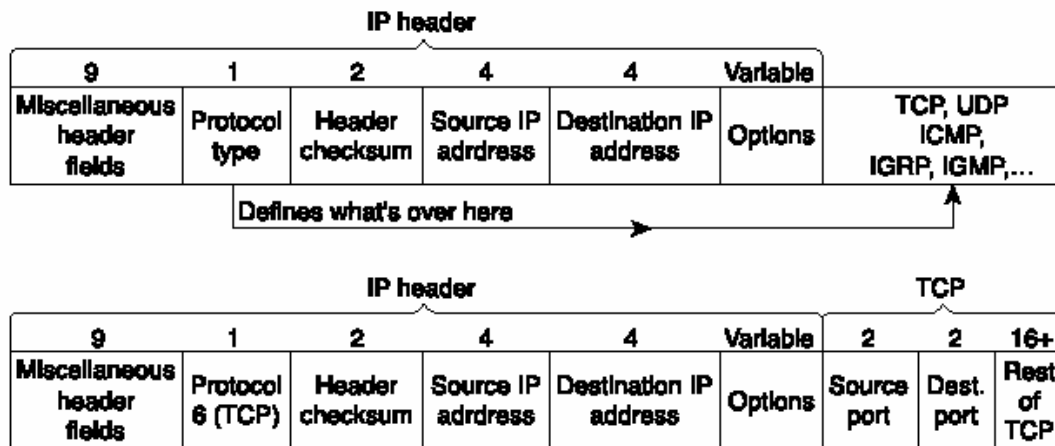 IP header
9 1 2 4 4 Variable
Miscellaneous header fields
Protocol type
Header checksum
Source IP adrdress
Destination IP address
Options
TCP, UDP
ICMP,
IGRP, IGMP,...
Defines what's over here
IP header TCP
9 1 2 4 4 Variable 2 2 16+
Miscellaneous header fields
Protocol 6 (TCP)
Header checksum
Source IP adrdress
Destination IP address
Options
Source port
Dest. port
Rest of TCP